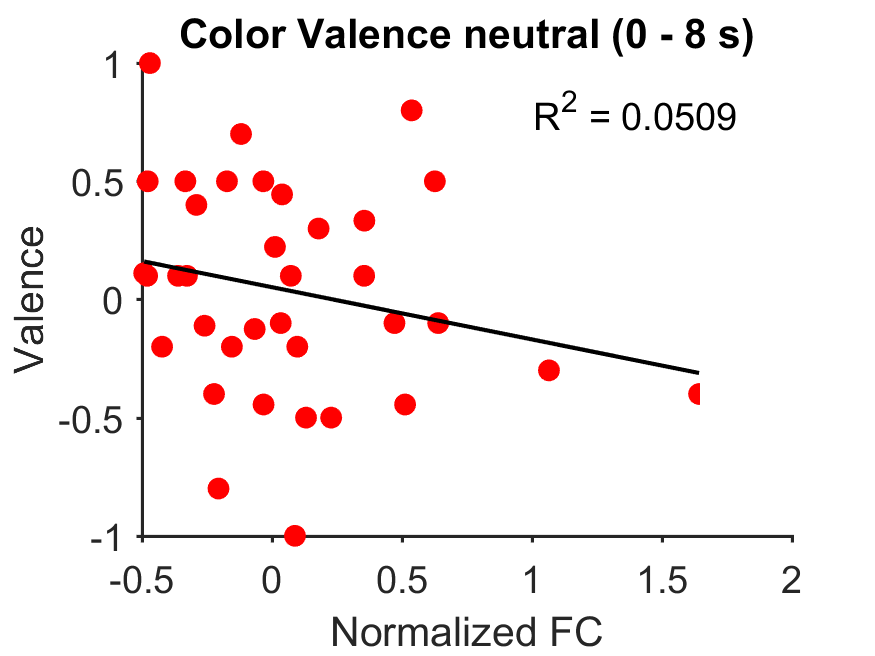 Color Valence neutral (0 - 8 s)
R² = 0.0509
1
0.5
0
-0.5
-1
Valence
-0.5 0 0.5 1 1.5 2
Normalized FC